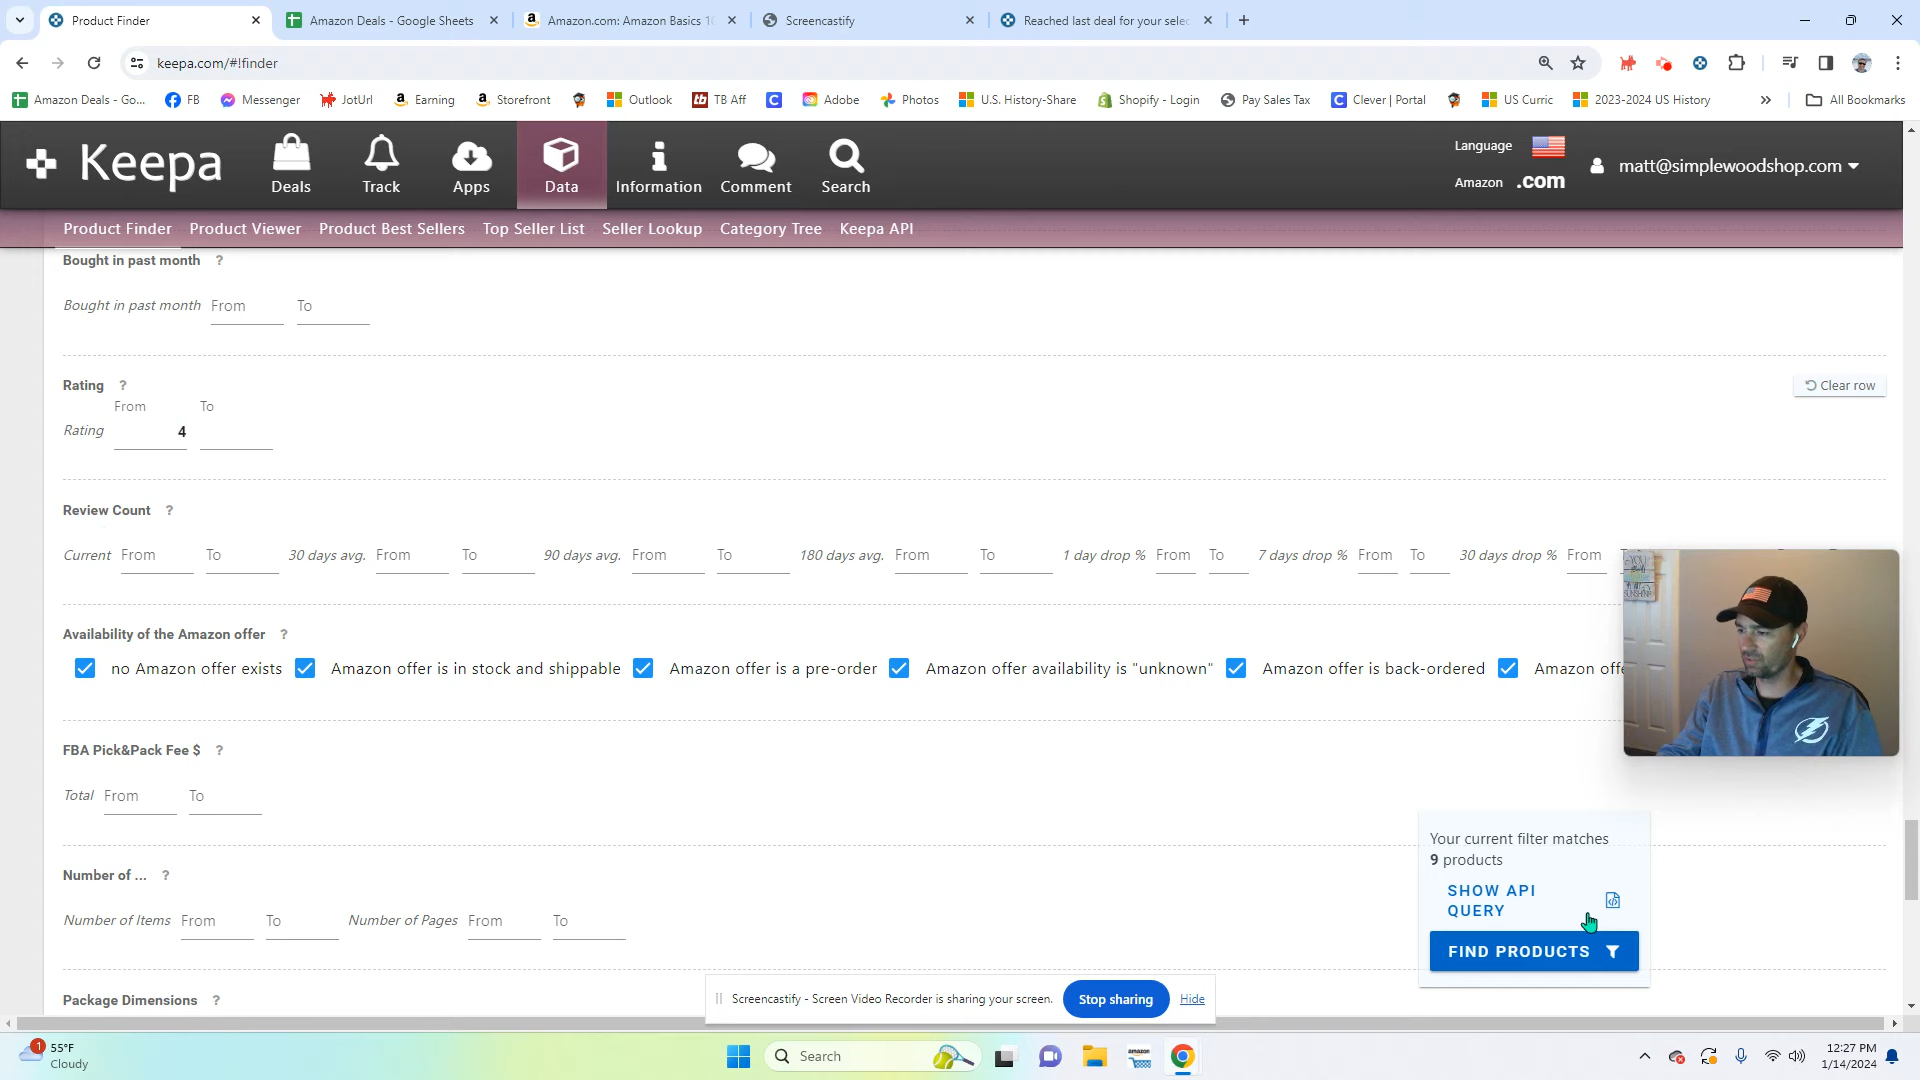 Product Finder
Amazon Deals - Google Sheets
Amazon.com: Amazon Basics 1
Screencastify
Reached last deal for your selec
keepa.com/#!finder
Amazon Deals - Go...
FB
Messenger
JotUrl
Earning
Storefront
Outlook
TB Aff
Adobe
Photos
U.S. History-Share
Shopify - Login
Pay Sales Tax
Clever | Portal
US Curric
2023-2024 US History
All Bookmarks
Keepa
Deals
Track
Apps
Data
Information
Comment
Search
Language
Amazon .com
matt@simplewoodshop.com
Product Finder Product Viewer Product Best Sellers Top Seller List Seller Lookup Category Tree Keepa API
Bought in past month ?
Bought in past month From To
Rating ?
Clear row
From To
Rating 4
Review Count ?
Current From To 30 days avg. From To 90 days avg. From To 180 days avg. From To 1 day drop % From To 7 days drop % From To 30 days drop % From
Availability of the Amazon offer ?
no Amazon offer exists Amazon offer is in stock and shippable Amazon offer is a pre-order Amazon offer availability is "unknown" Amazon offer is back-ordered Amazon offe
FBA Pick&Pack Fee $ ?
Total From To
Your current filter matches
9 products
SHOW API
QUERY
FIND PRODUCTS
Number of ... ?
Number of Items From To Number of Pages From To
Package Dimensions ?
Screencastify - Screen Video Recorder is sharing your screen.
Stop sharing
Hide
1
55°F
Cloudy
Search
amazon
12:27 PM
1/14/2024